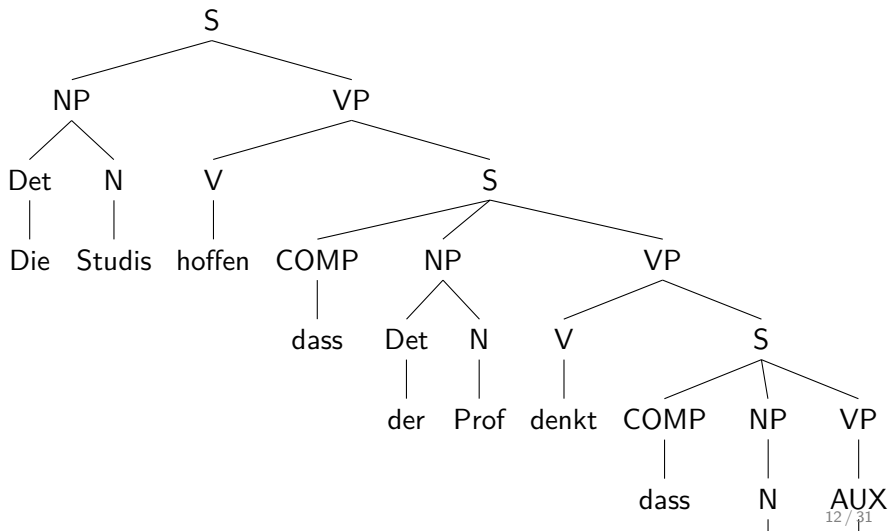 S
NP VP
Det N V S
Die Studis hoffen COMP NP VP
dass Det N V S
der Prof denkt COMP NP VP
dass N AUX
12 / 31